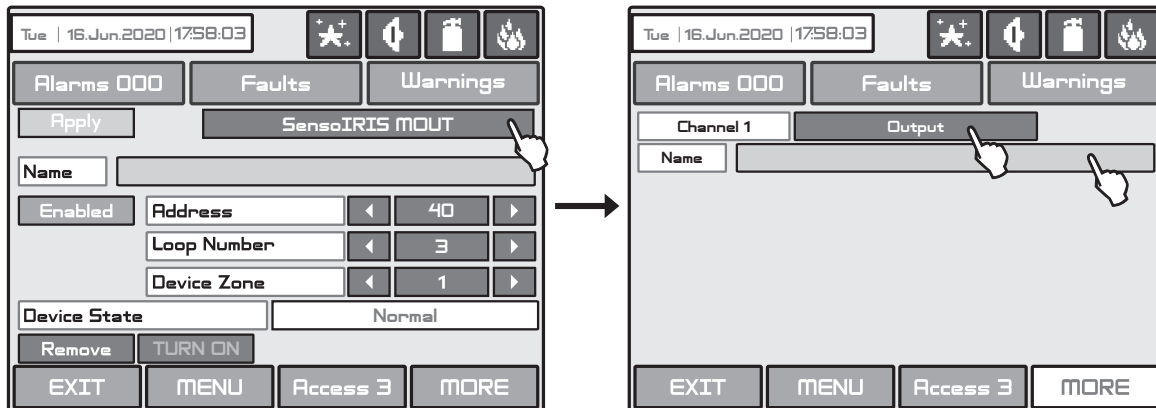 Tue | 16.Jun.2020 | 17:58:03
Alarms 000 Faults Warnings
Apply SensoIRIS MOUT
Name
Enabled Address 40
Loop Number 3
Device Zone 1
Device State Normal
Remove TURN ON
EXIT MENU Access 3 MORE
Tue | 16.Jun.2020 | 17:58:03
Alarms 000 Faults Warnings
Channel 1 Output
Name
EXIT MENU Access 3 MORE